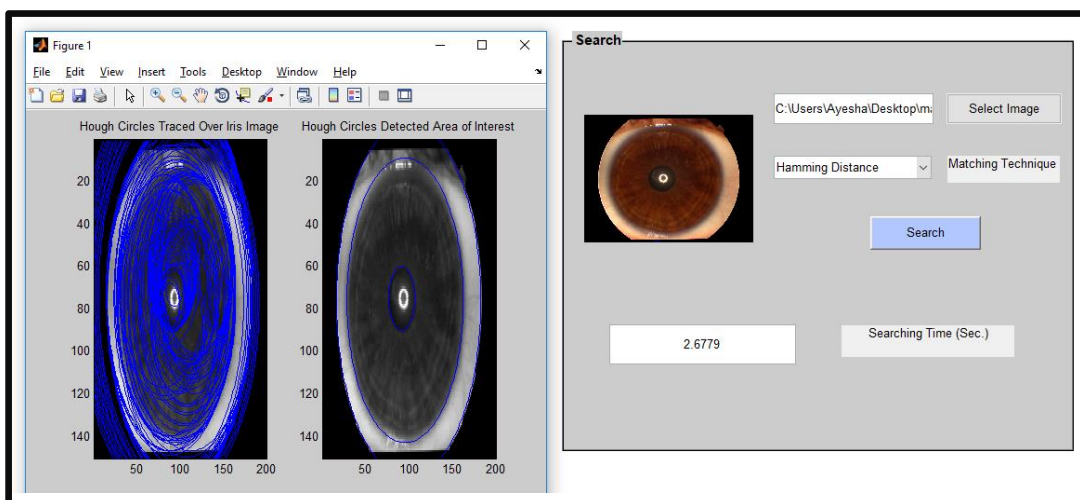 Figure 1
File Edit View Insert Tools Desktop Window Help
Hough Circles Traced Over Iris Image
20
40
60
80
100
120
140
50 100 150 200
Hough Circles Detected Area of Interest
20
40
60
80
100
120
140
50 100 150 200
Search
C:\Users\Ayesha\Desktop\ma
Select Image
Hamming Distance
Matching Technique
Search
2.6779
Searching Time (Sec.)